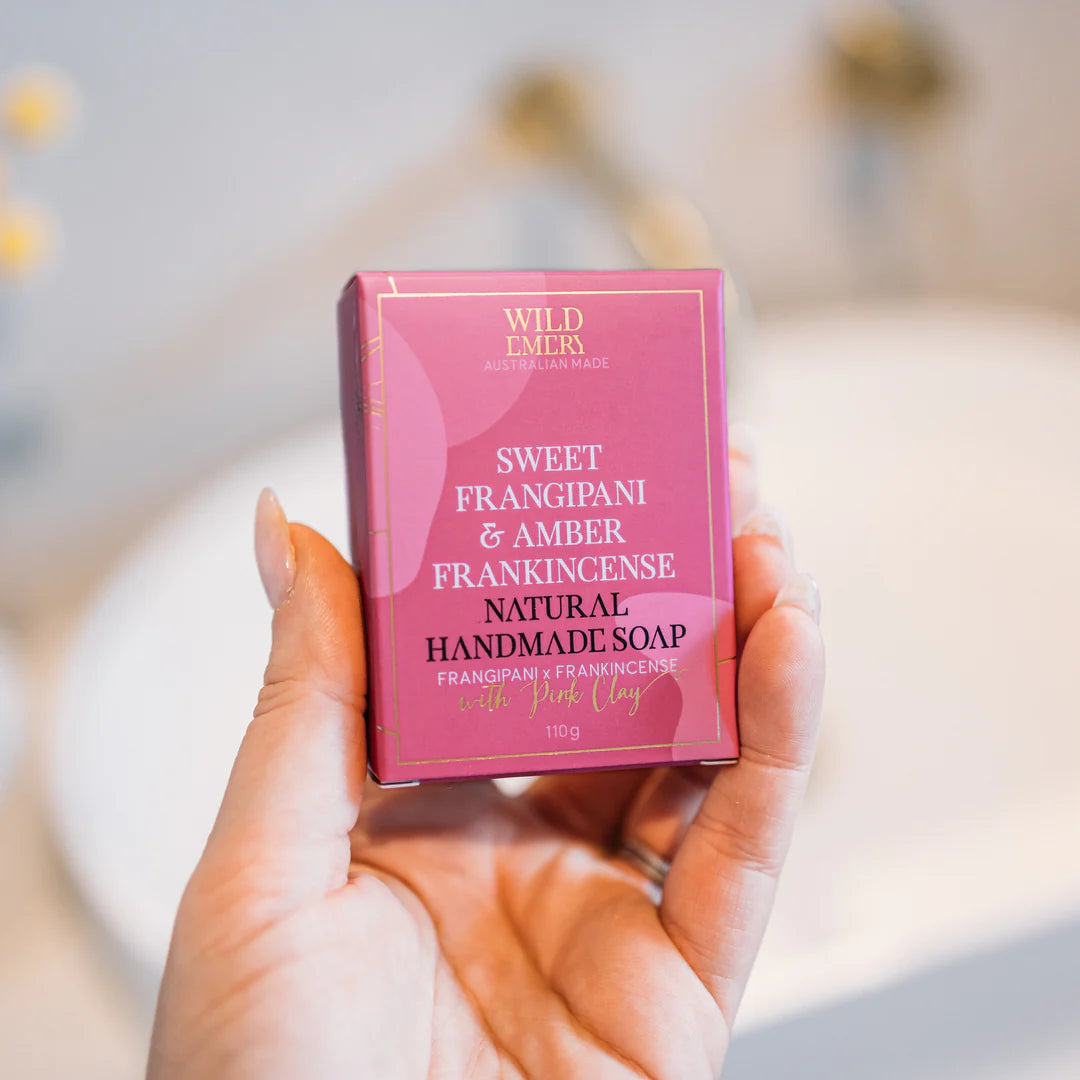 WILD
EMERY
AUSTRALIAN MADE
SWEET
FRANGIPANI
& AMBER
FRANKINCENSE
NATURAL
HANDMADE SOAP
FRANGIPANI x FRANKINCENSE
with Pink Clay
110g